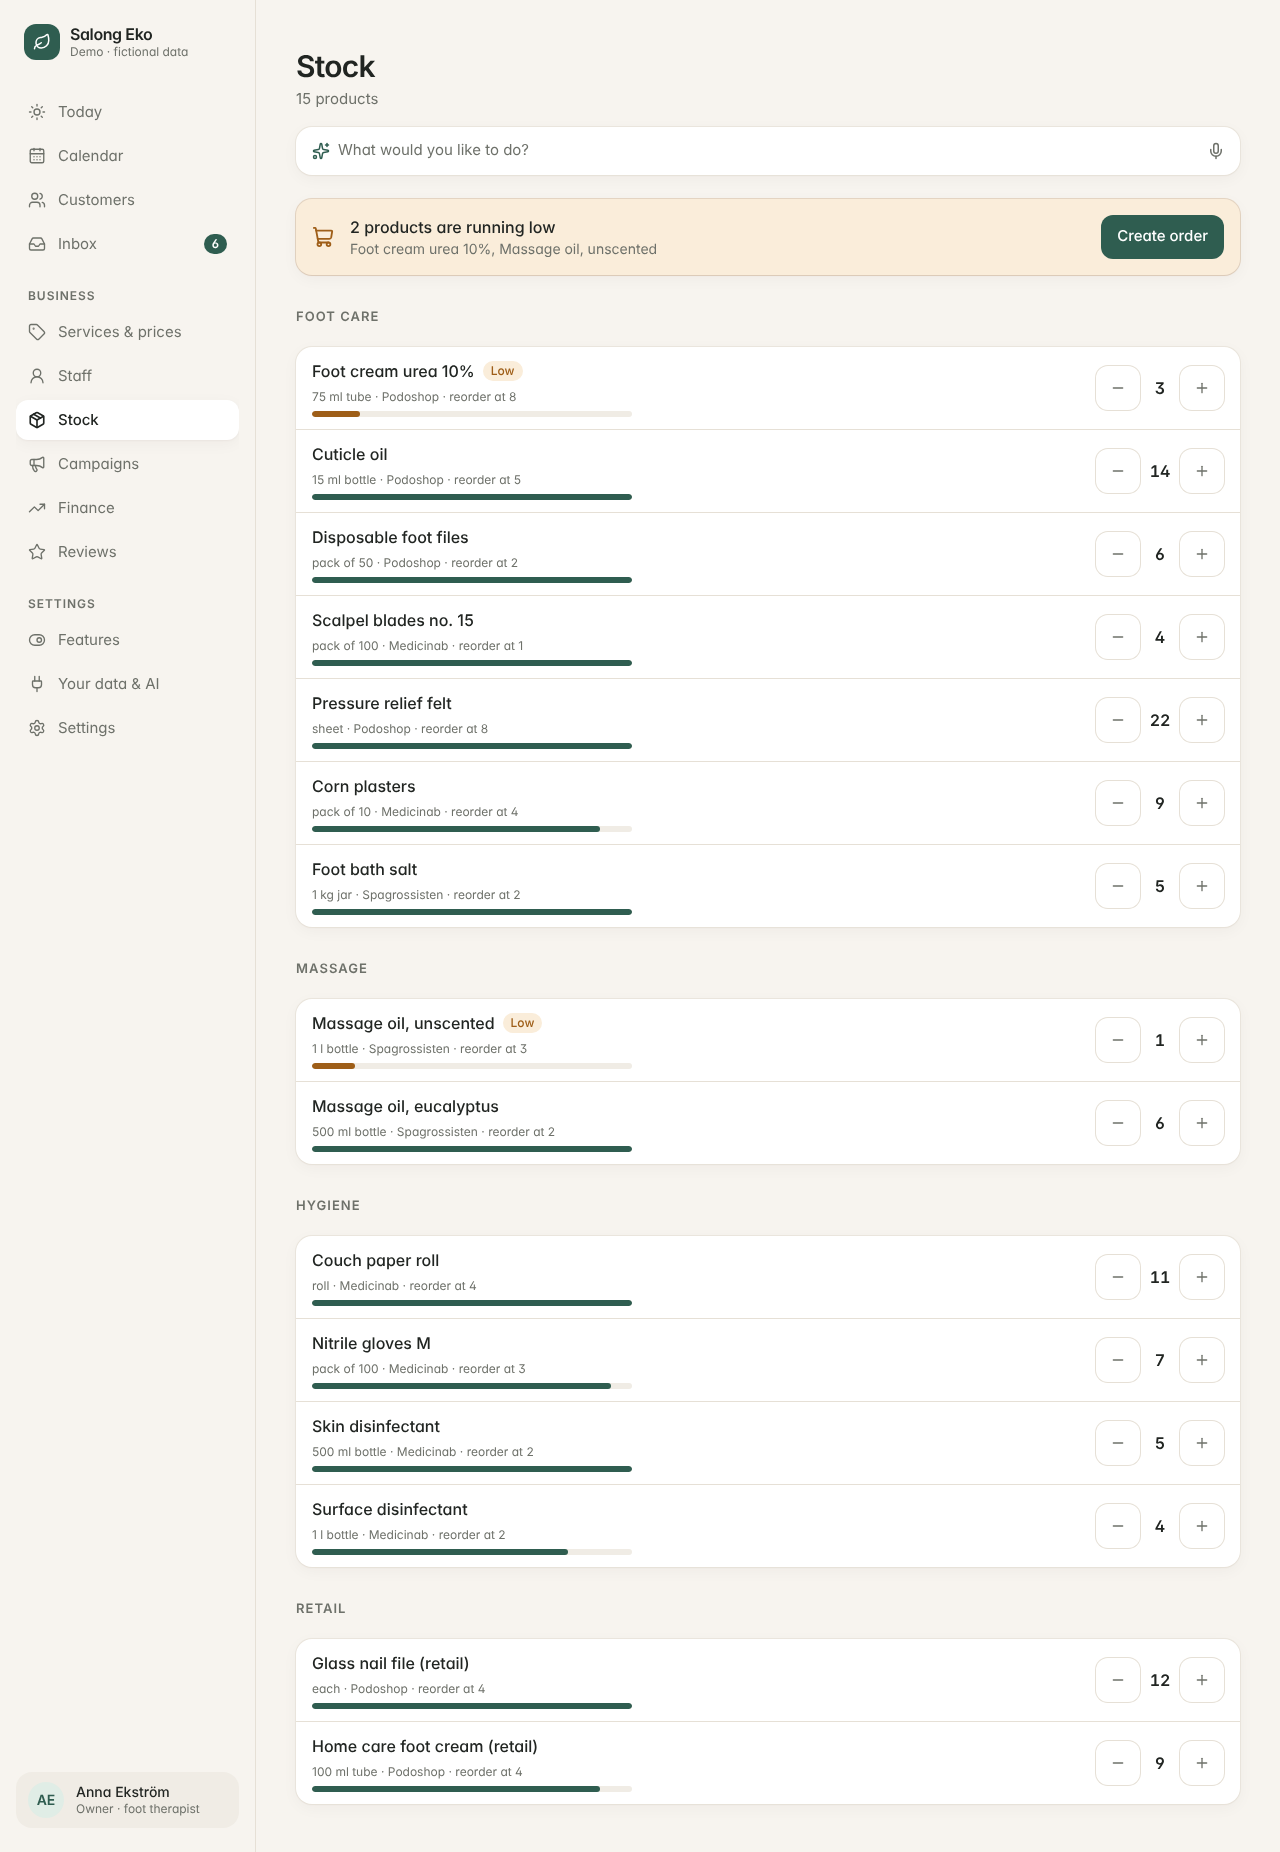 Salong Eko
Demo · fictional data
Today
Calendar
Customers
Inbox
6
BUSINESS
Services & prices
Staff
Stock
Campaigns
Finance
Reviews
SETTINGS
Features
Your data & AI
Settings
AE
Anna Ekström
Owner · foot therapist
Stock
15 products
What would you like to do?
2 products are running low
Foot cream urea 10%, Massage oil, unscented
Create order
FOOT CARE
Foot cream urea 10% Low
75 ml tube · Podoshop · reorder at 8
− 3 +
Cuticle oil
15 ml bottle · Podoshop · reorder at 5
− 14 +
Disposable foot files
pack of 50 · Podoshop · reorder at 2
− 6 +
Scalpel blades no. 15
pack of 100 · Medicinab · reorder at 1
− 4 +
Pressure relief felt
sheet · Podoshop · reorder at 8
− 22 +
Corn plasters
pack of 10 · Medicinab · reorder at 4
− 9 +
Foot bath salt
1 kg jar · Spagrossisten · reorder at 2
− 5 +
MASSAGE
Massage oil, unscented Low
1 l bottle · Spagrossisten · reorder at 3
− 1 +
Massage oil, eucalyptus
500 ml bottle · Spagrossisten · reorder at 2
− 6 +
HYGIENE
Couch paper roll
roll · Medicinab · reorder at 4
− 11 +
Nitrile gloves M
pack of 100 · Medicinab · reorder at 3
− 7 +
Skin disinfectant
500 ml bottle · Medicinab · reorder at 2
− 5 +
Surface disinfectant
1 l bottle · Medicinab · reorder at 2
− 4 +
RETAIL
Glass nail file (retail)
each · Podoshop · reorder at 4
− 12 +
Home care foot cream (retail)
100 ml tube · Podoshop · reorder at 4
− 9 +